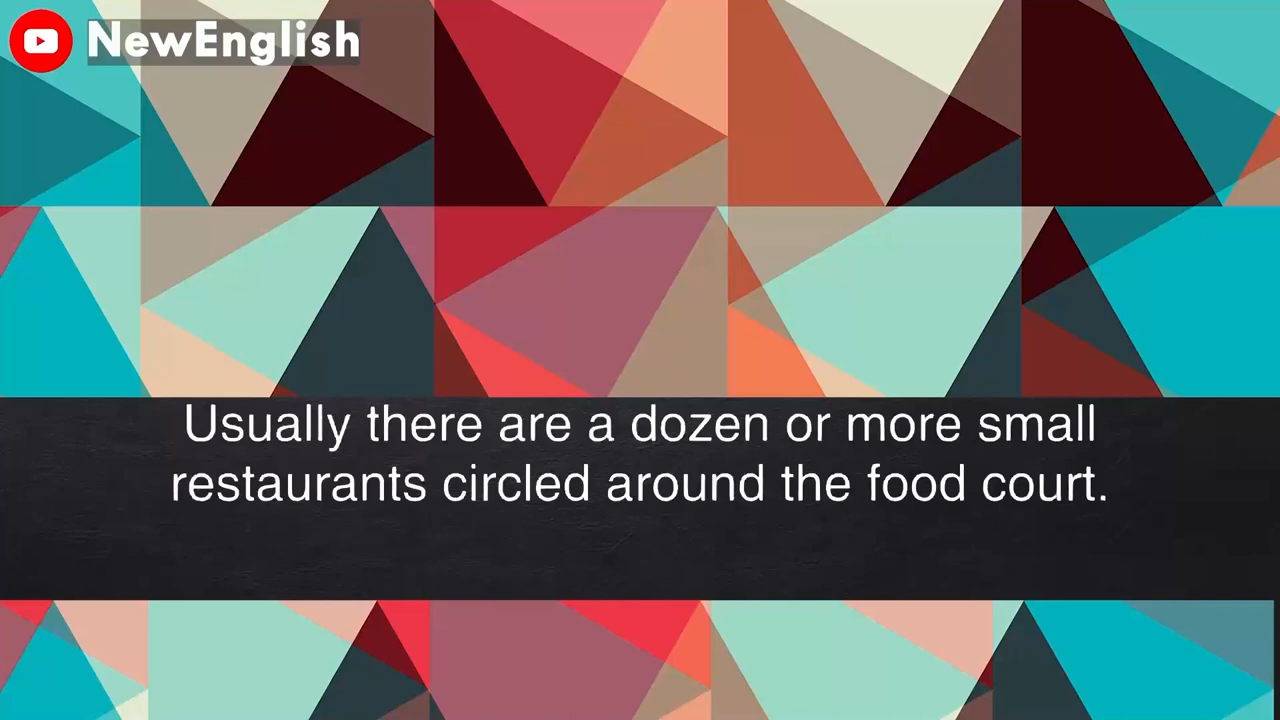 NewEnglish
Usually there are a dozen or more small
restaurants circled around the food court.